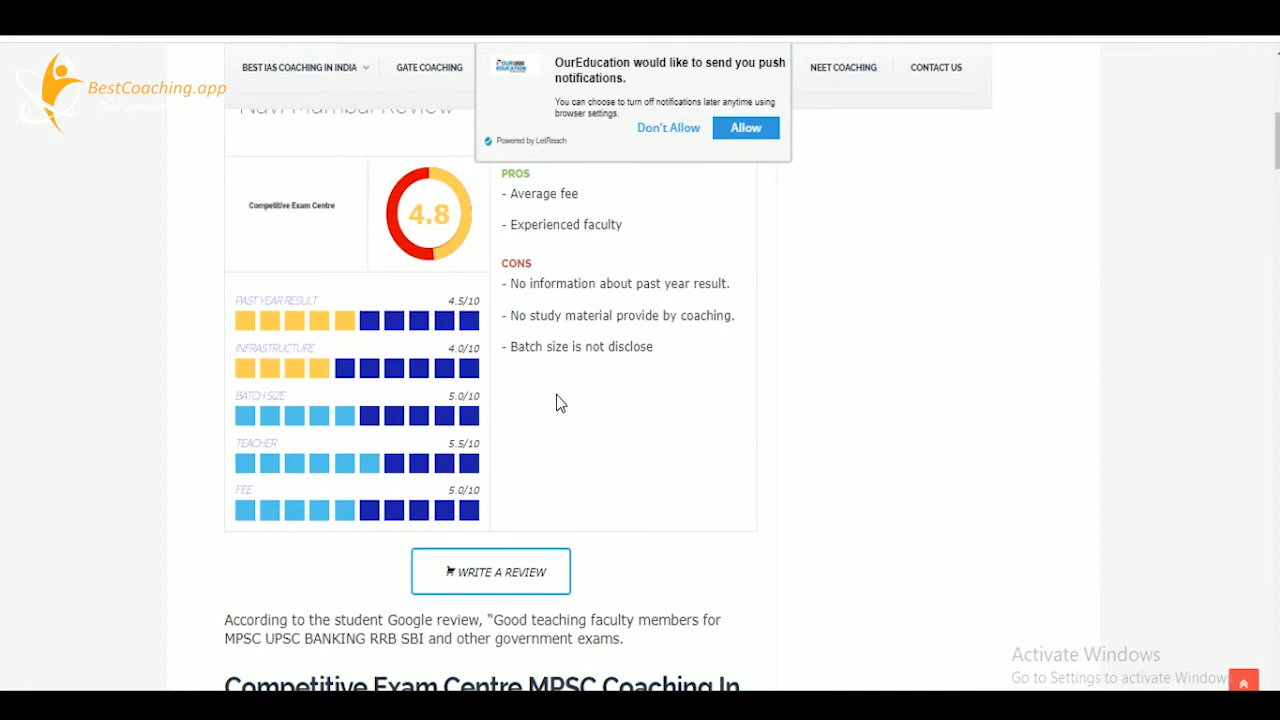 BestCoaching.app
BEST IAS COACHING IN INDIA
GATE COACHING
NEET COACHING
CONTACT US
OurEducation would like to send you push
notifications.
You can choose to turn off notifications later anytime using
browser settings.
Don't Allow
Allow
Powered by LetReach
Navi Mumbai Review
Competitive Exam Centre
4.8
PAST YEAR RESULT 4.5/10
INFRASTRUCTURE 4.0/10
BATCH SIZE 5.0/10
TEACHER 5.5/10
FEE 5.0/10
PROS
- Average fee
- Experienced faculty
CONS
- No information about past year result.
- No study material provide by coaching.
- Batch size is not disclose
WRITE A REVIEW
According to the student Google review, “Good teaching faculty members for
MPSC UPSC BANKING RRB SBI and other government exams.
Competitive Exam Centre MPSC Coaching In
Activate Windows
Go to Settings to activate Windows.